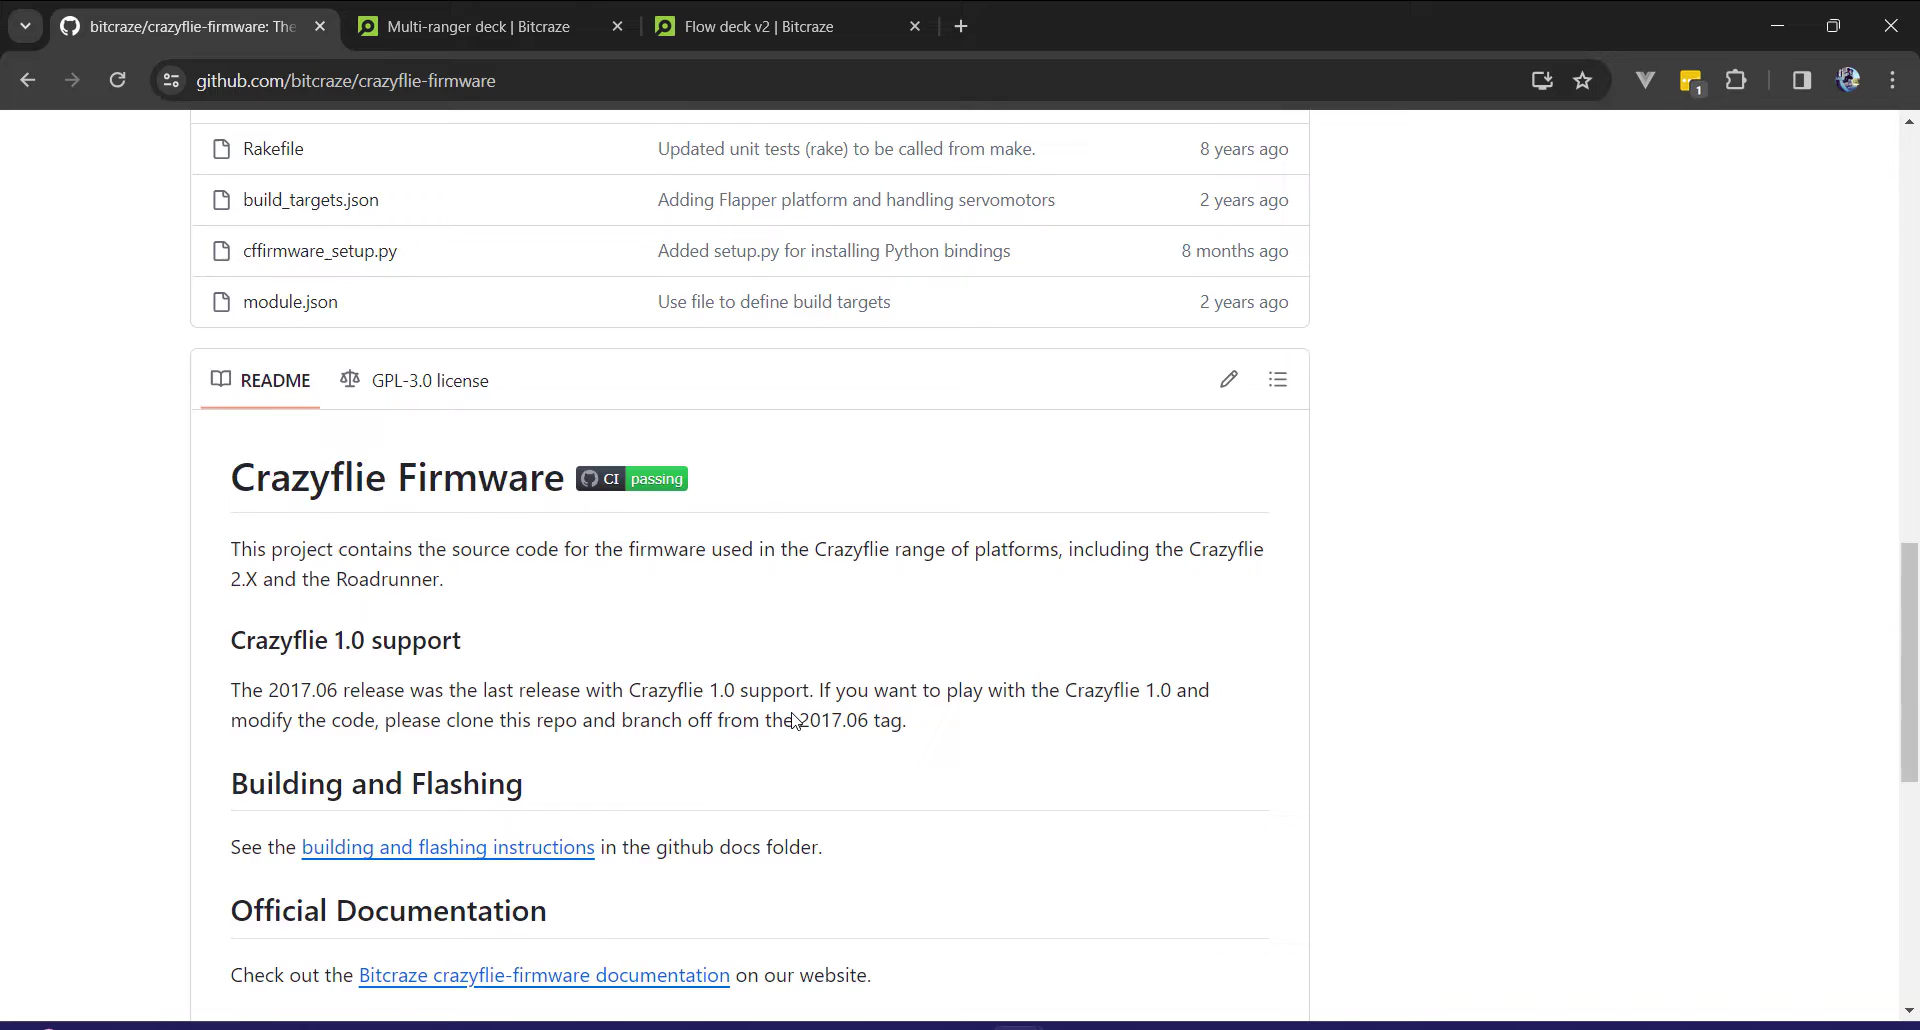 bitcraze/crazyflie-firmware: The
Multi-ranger deck | Bitcraze
Flow deck v2 | Bitcraze
github.com/bitcraze/crazyflie-firmware
1
Rakefile Updated unit tests (rake) to be called from make. 8 years ago
build_targets.json Adding Flapper platform and handling servomotors 2 years ago
cffirmware_setup.py Added setup.py for installing Python bindings 8 months ago
module.json Use file to define build targets 2 years ago
README GPL-3.0 license
Crazyflie Firmware CI passing
This project contains the source code for the firmware used in the Crazyflie range of platforms, including the Crazyflie
2.X and the Roadrunner.
Crazyflie 1.0 support
The 2017.06 release was the last release with Crazyflie 1.0 support. If you want to play with the Crazyflie 1.0 and
modify the code, please clone this repo and branch off from the 2017.06 tag.
Building and Flashing
See the building and flashing instructions in the github docs folder.
Official Documentation
Check out the Bitcraze crazyflie-firmware documentation on our website.